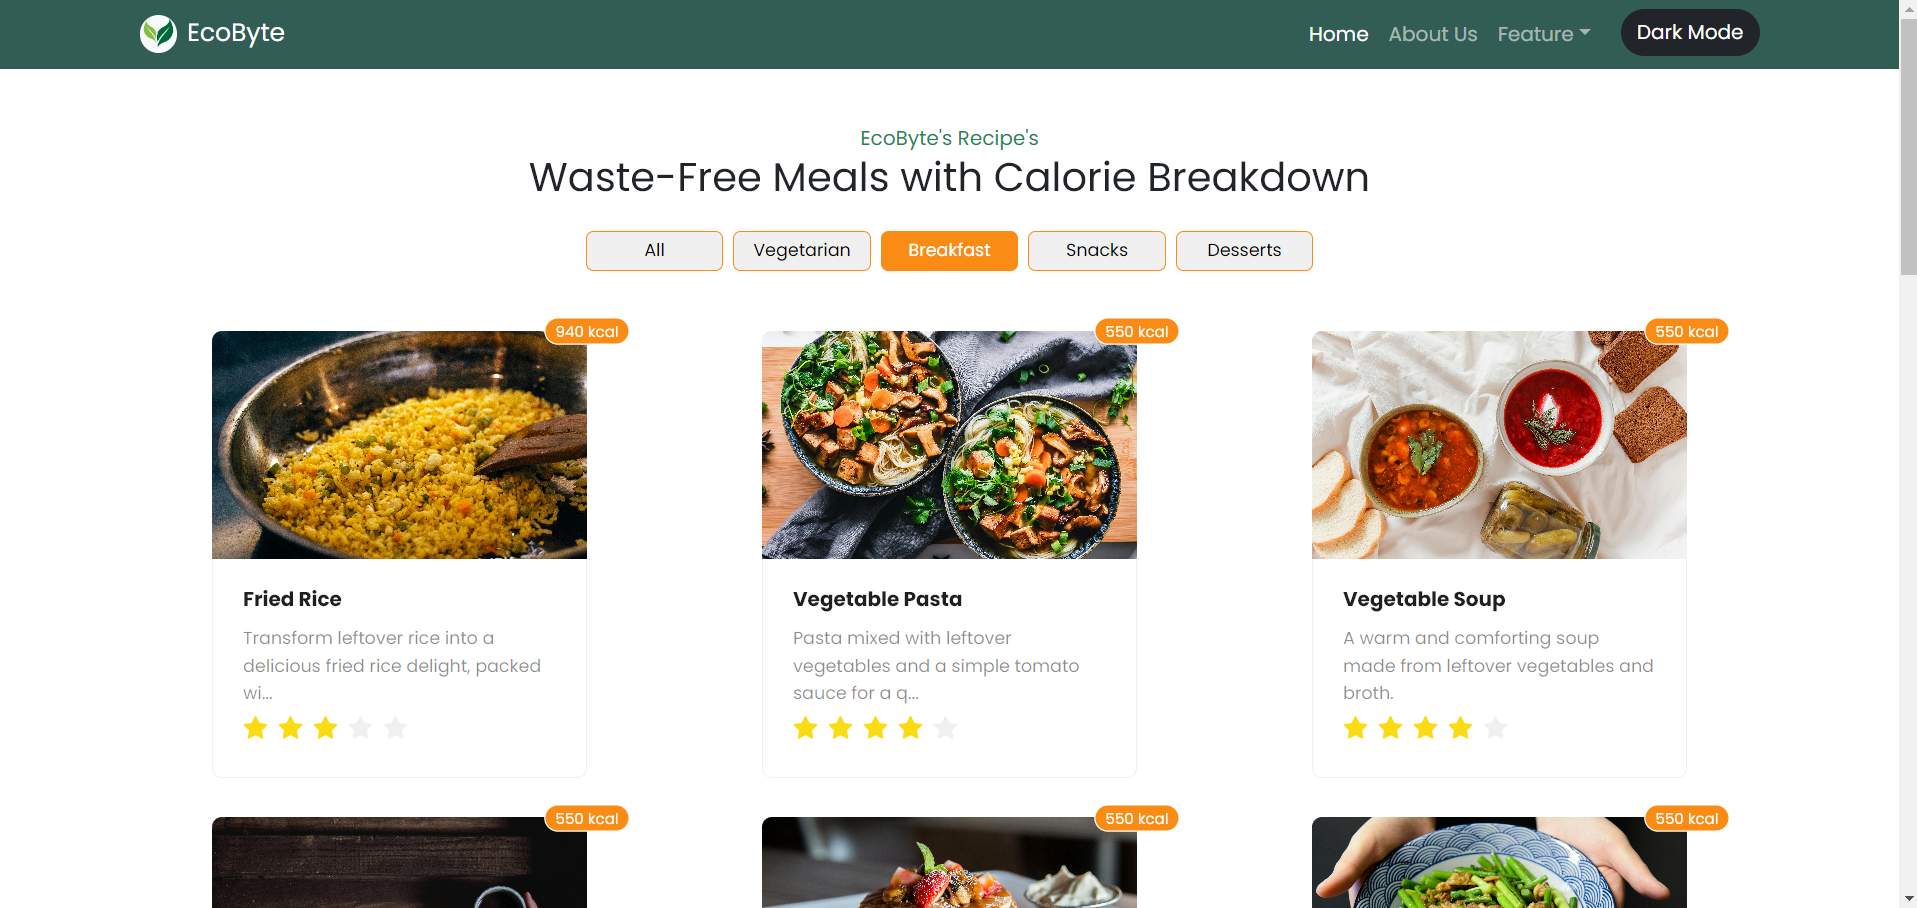 EcoByte
Home About Us Feature Dark Mode
EcoByte's Recipe's
Waste-Free Meals with Calorie Breakdown
All Vegetarian Breakfast Snacks Desserts
940 kcal
Fried Rice
Transform leftover rice into a
delicious fried rice delight, packed
wi...
550 kcal
Vegetable Pasta
Pasta mixed with leftover
vegetables and a simple tomato
sauce for a q...
550 kcal
Vegetable Soup
A warm and comforting soup
made from leftover vegetables and
broth.
550 kcal
550 kcal
550 kcal